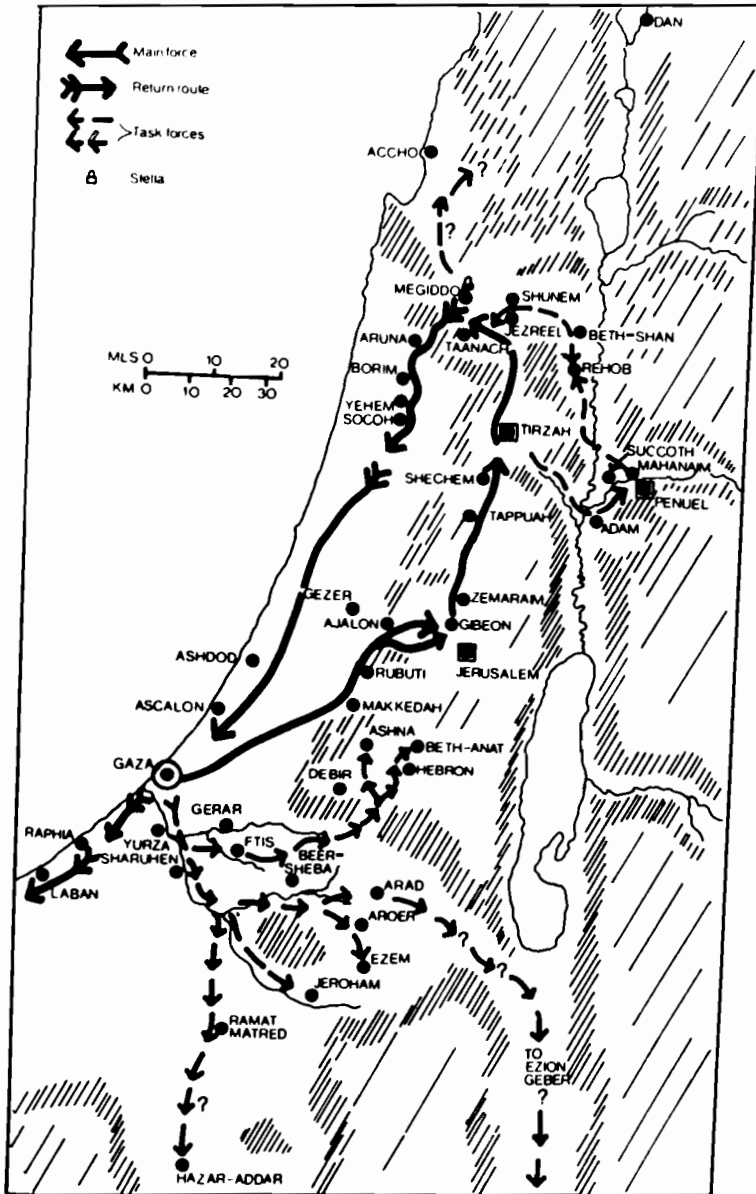 Main force
Return route
Task forces
Stella
DAN
ACCHO
?
?
MEGIDDO
SHUNEM
JEZREEL
BETH-SHAN
ARUNA
TAANACH
MLS 0 10 20
KM 0 10 20 30
BORIM
REHOB
YEHEM
SOCOH
TIRZAH
SUCCOTH
MAHANAIM
SHECHEM
PENUEL
TAPPUAH
ADAM
GEZER
ZEMARAIM
AJALON
GIBEON
ASHDOD
RUBUTI
JERUSALEM
ASCALON
MAKKEDAH
ASHNA
BETH-ANAT
GAZA
DEBIR
HEBRON
GERAR
RAPHIA
YURZA
FTIS
SHARUHEN
BEER-
SHEBA
LABAN
ARAD
AROER
?
?
EZEM
JEROHAM
RAMAT
MATRED
TO
EZION
GEBER
?
?
HAZAR-ADDAR